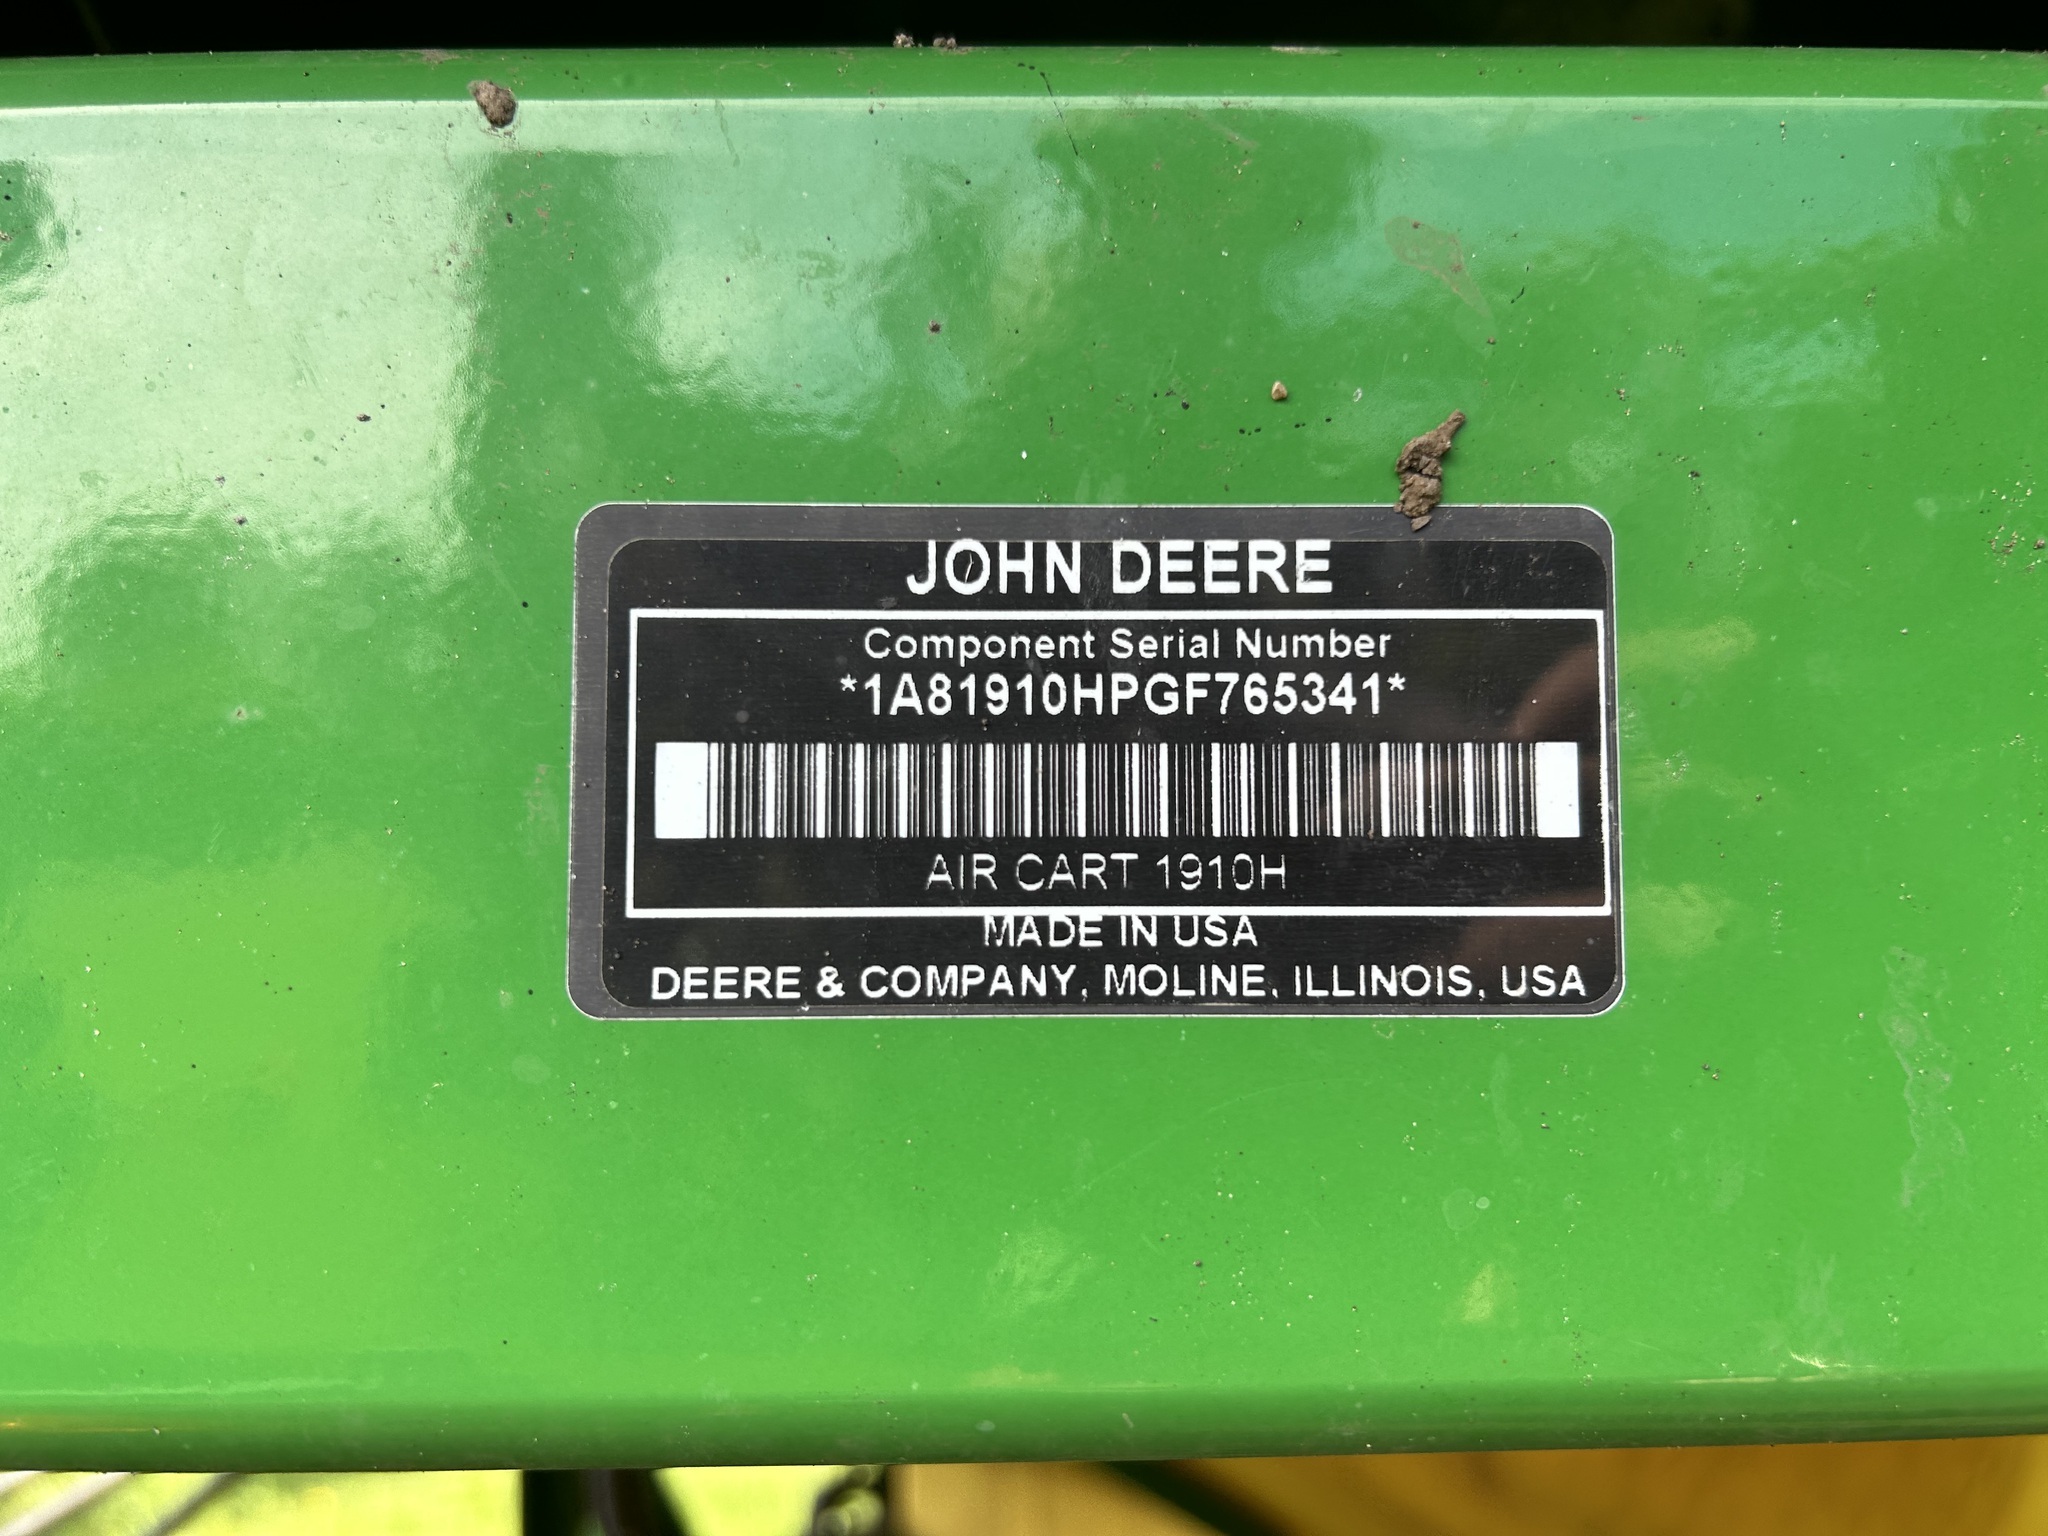 JOHN DEERE
Component Serial Number
*1A81910HPGF765341*
AIR CART 1910H
MADE IN USA
DEERE & COMPANY, MOLINE, ILLINOIS, USA